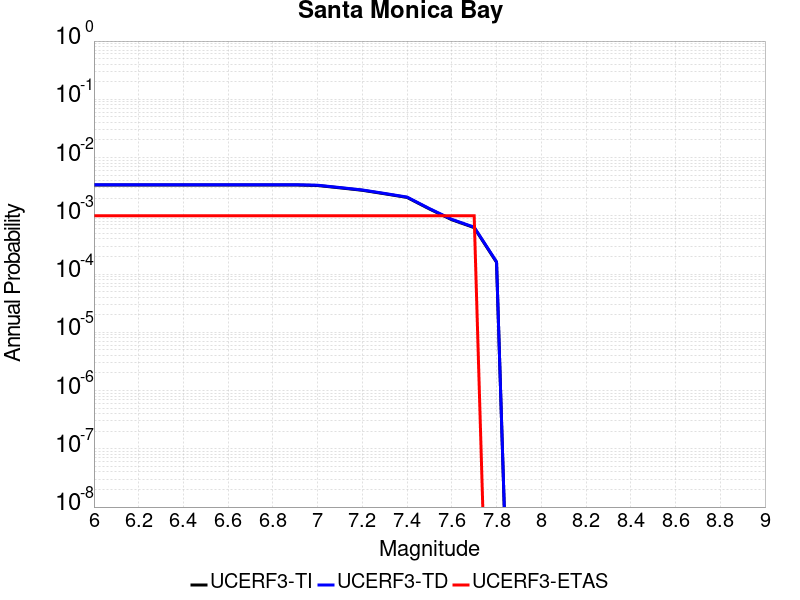 Santa Monica Bay
10^0
10^-1
10^-2
10^-3
10^-4
10^-5
10^-6
10^-7
10^-8
Annual Probability
6 6.2 6.4 6.6 6.8 7 7.2 7.4 7.6 7.8 8 8.2 8.4 8.6 8.8 9
Magnitude
UCERF3-TI UCERF3-TD UCERF3-ETAS